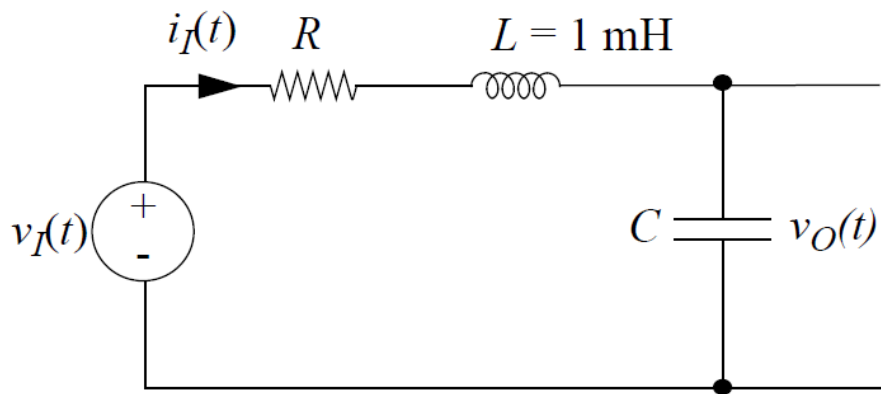 i_I(t) R L = 1 mH
+
v_I(t)
-
C v_O(t)